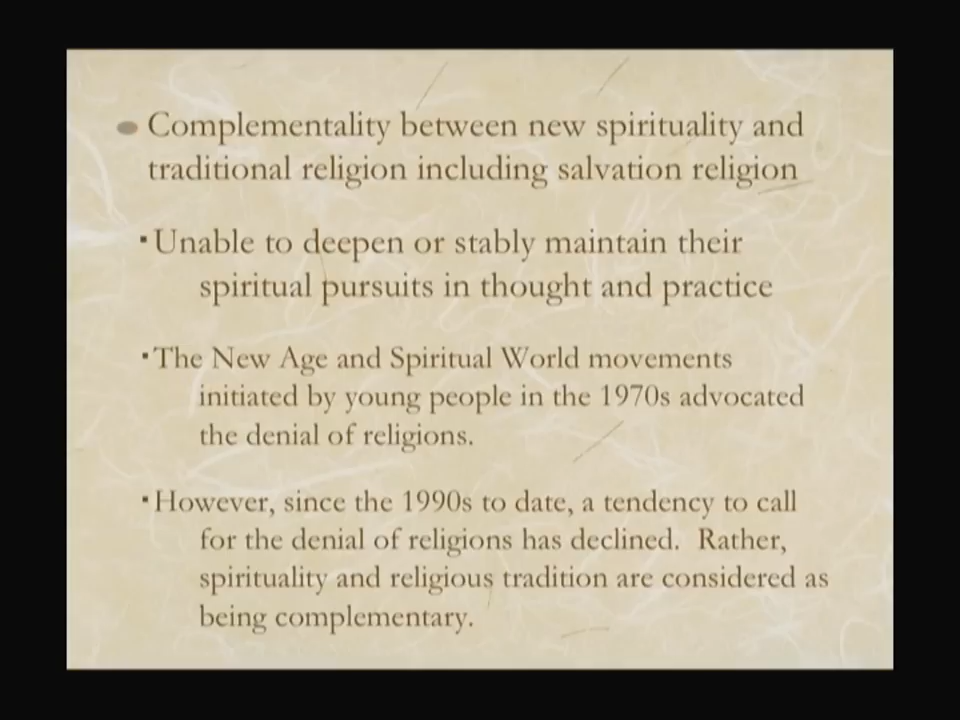 Complementality between new spirituality and
traditional religion including salvation religion
▪Unable to deepen or stably maintain their
spiritual pursuits in thought and practice
▪The New Age and Spiritual World movements
initiated by young people in the 1970s advocated
the denial of religions.
▪However, since the 1990s to date, a tendency to call
for the denial of religions has declined.  Rather,
spirituality and religious tradition are considered as
being complementary.